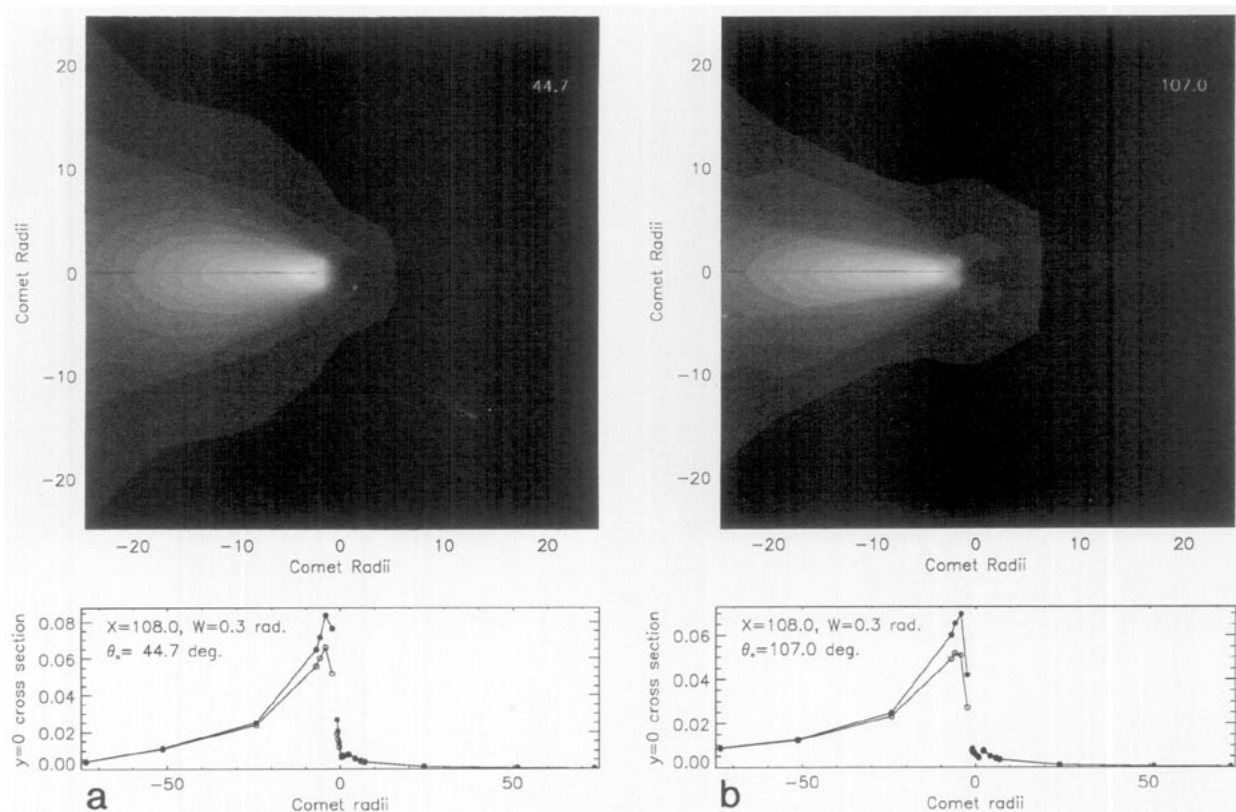 20
10
0
-10
-20
Comet Radii
44.7
-20 -10 0 10 20
Comet Radii
20
10
0
-10
-20
Comet Radii
107.0
-20 -10 0 10 20
Comet Radii
y=0 cross section
0.08
0.06
0.04
0.02
0.00
X=108.0, W=0.3 rad.
θₒ= 44.7 deg.
-50 0 50
Comet radii
a
y=0 cross section
0.06
0.04
0.02
0.00
X=108.0, W=0.3 rad.
θₒ=107.0 deg.
-50 0 50
Comet radii
b